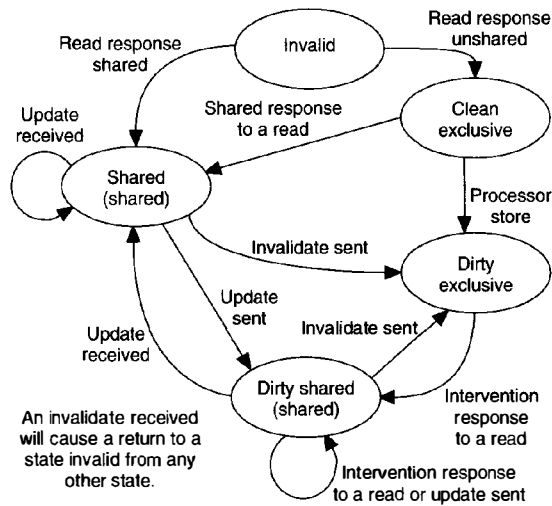 Read response
shared
Invalid
Read response
unshared
Update
received
Shared response
to a read
Clean
exclusive
Shared
(shared)
Processor
store
Invalidate sent
Dirty
exclusive
Update
sent
Invalidate sent
Update
received
Dirty shared
(shared)
Intervention
response
to a read
An invalidate received
will cause a return to a
state invalid from any
other state.
Intervention response
to a read or update sent